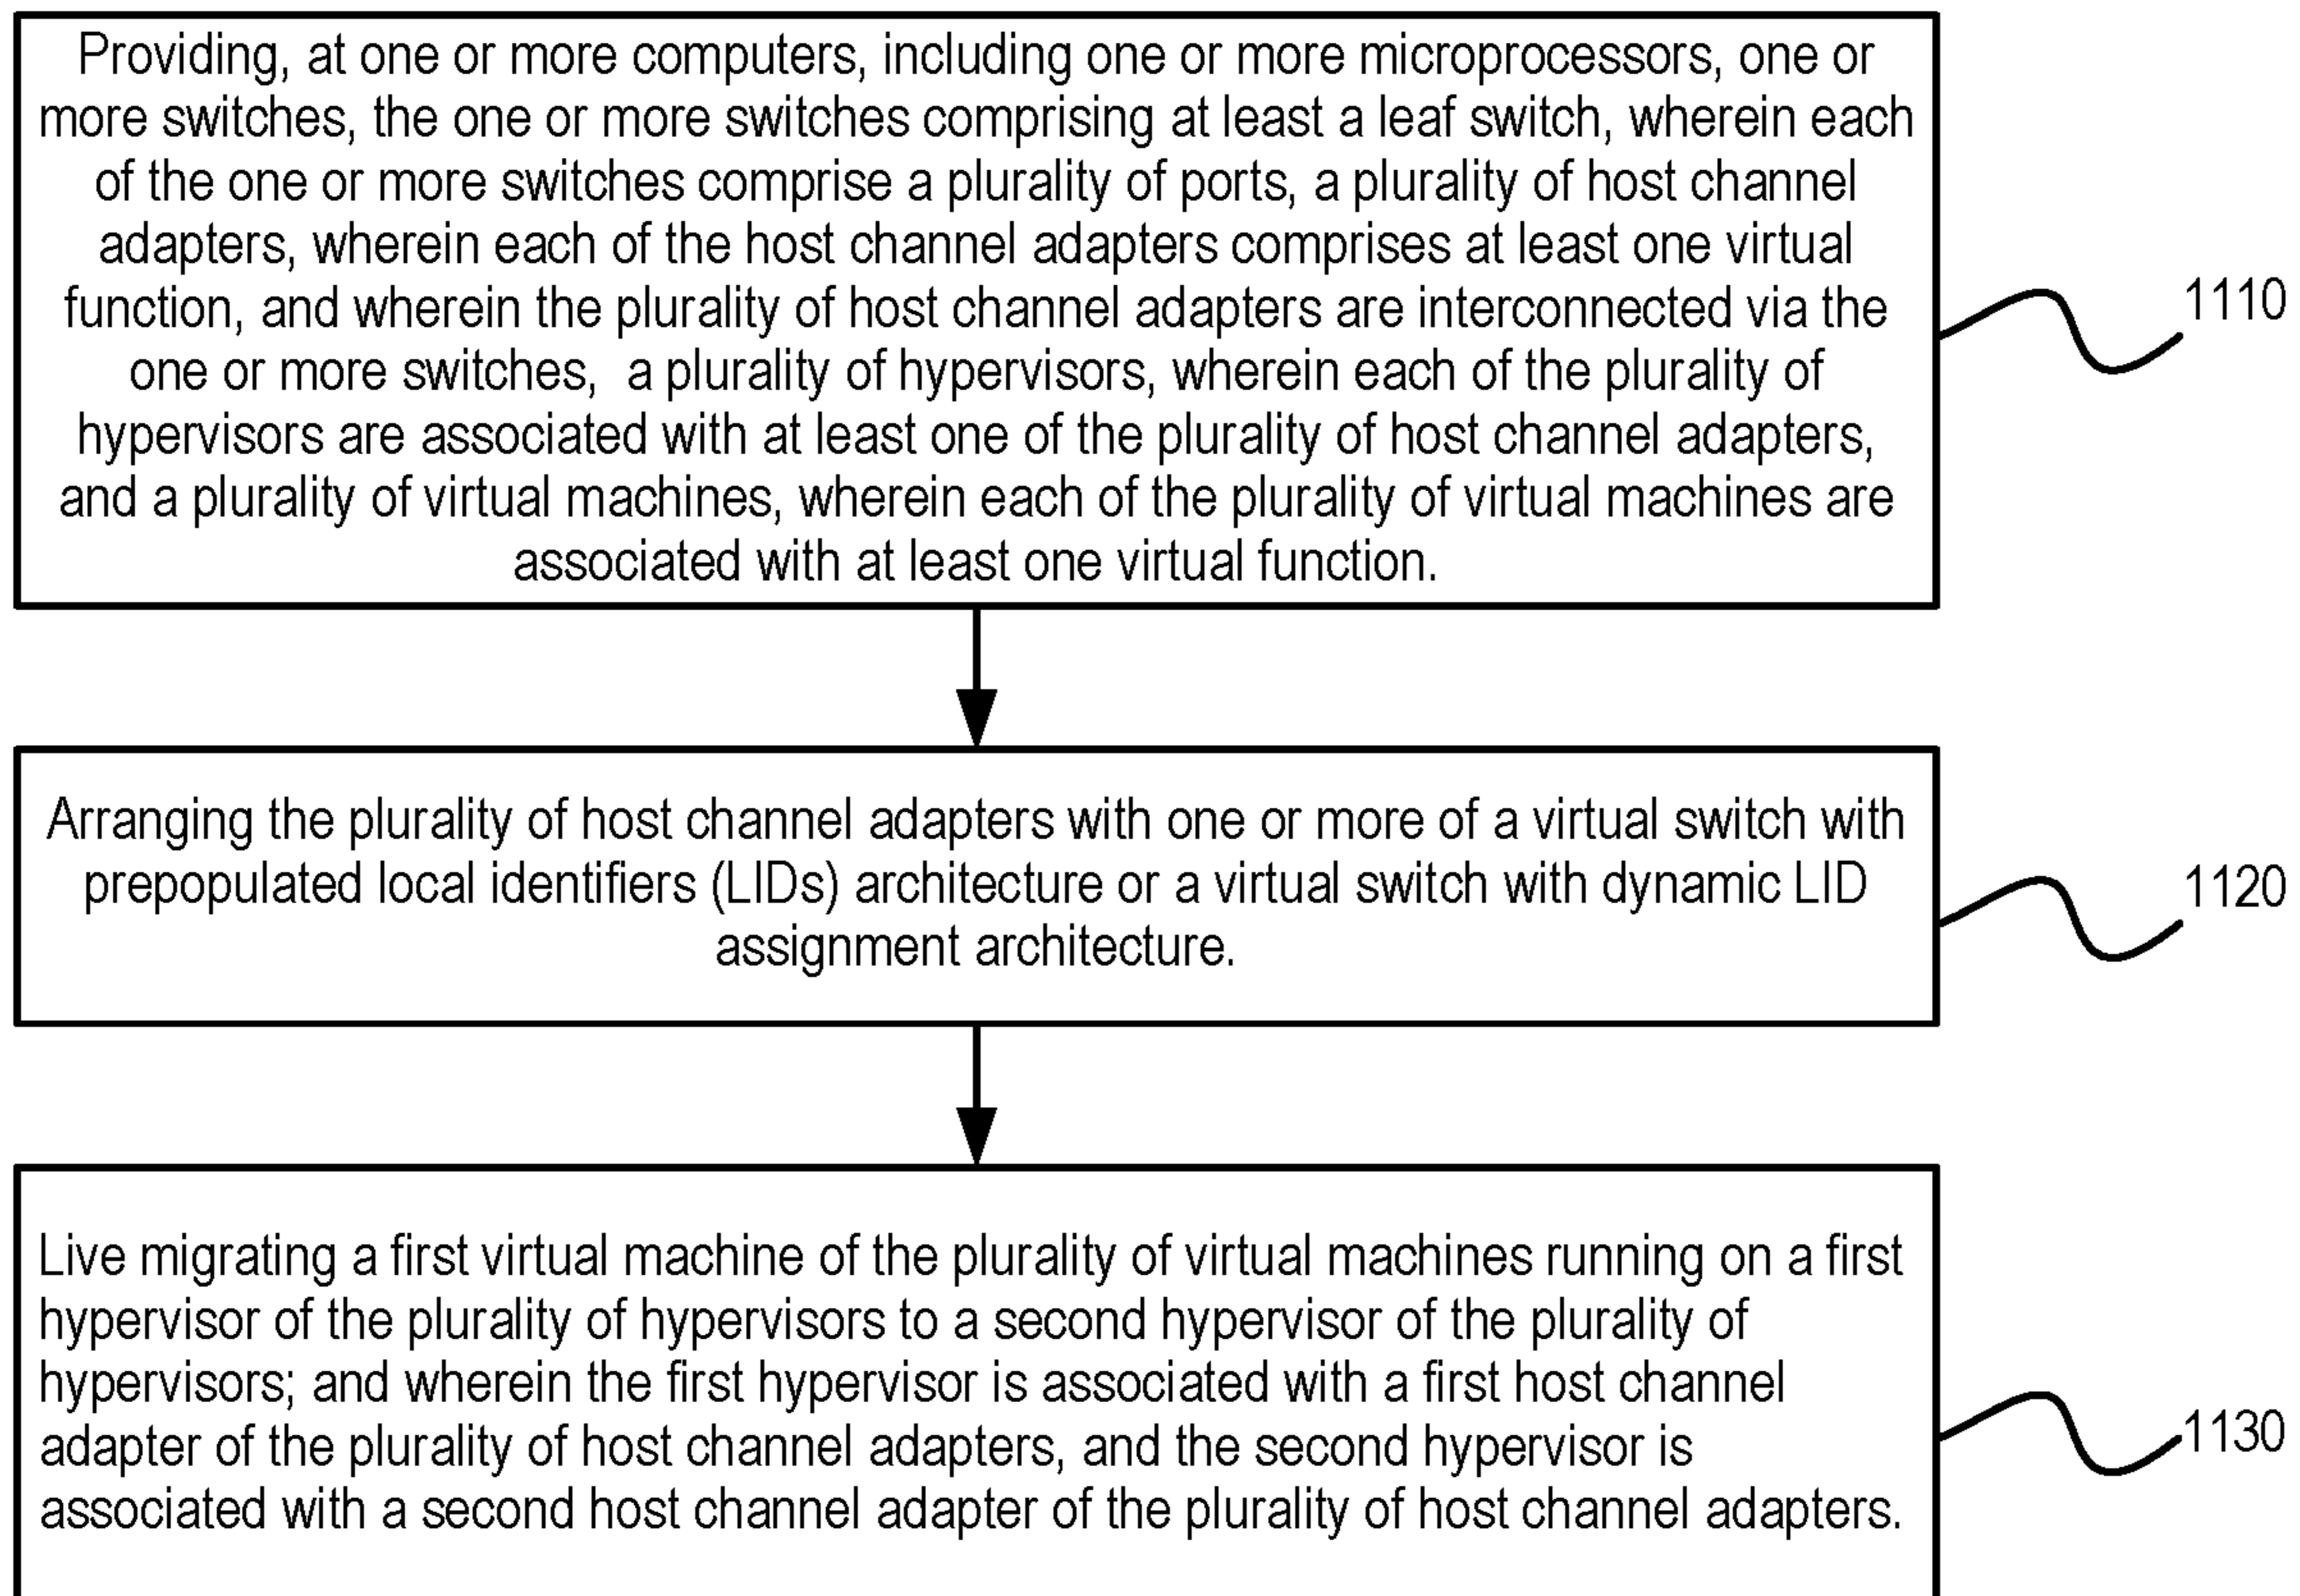 Providing, at one or more computers, including one or more microprocessors, one or
more switches, the one or more switches comprising at least a leaf switch, wherein each
of the one or more switches comprise a plurality of ports, a plurality of host channel
adapters, wherein each of the host channel adapters comprises at least one virtual
function, and wherein the plurality of host channel adapters are interconnected via the
one or more switches, a plurality of hypervisors, wherein each of the plurality of
hypervisors are associated with at least one of the plurality of host channel adapters,
and a plurality of virtual machines, wherein each of the plurality of virtual machines are
associated with at least one virtual function.
1110
Arranging the plurality of host channel adapters with one or more of a virtual switch with
prepopulated local identifiers (LIDs) architecture or a virtual switch with dynamic LID
assignment architecture.
1120
Live migrating a first virtual machine of the plurality of virtual machines running on a first
hypervisor of the plurality of hypervisors to a second hypervisor of the plurality of
hypervisors; and wherein the first hypervisor is associated with a first host channel
adapter of the plurality of host channel adapters, and the second hypervisor is
associated with a second host channel adapter of the plurality of host channel adapters.
1130